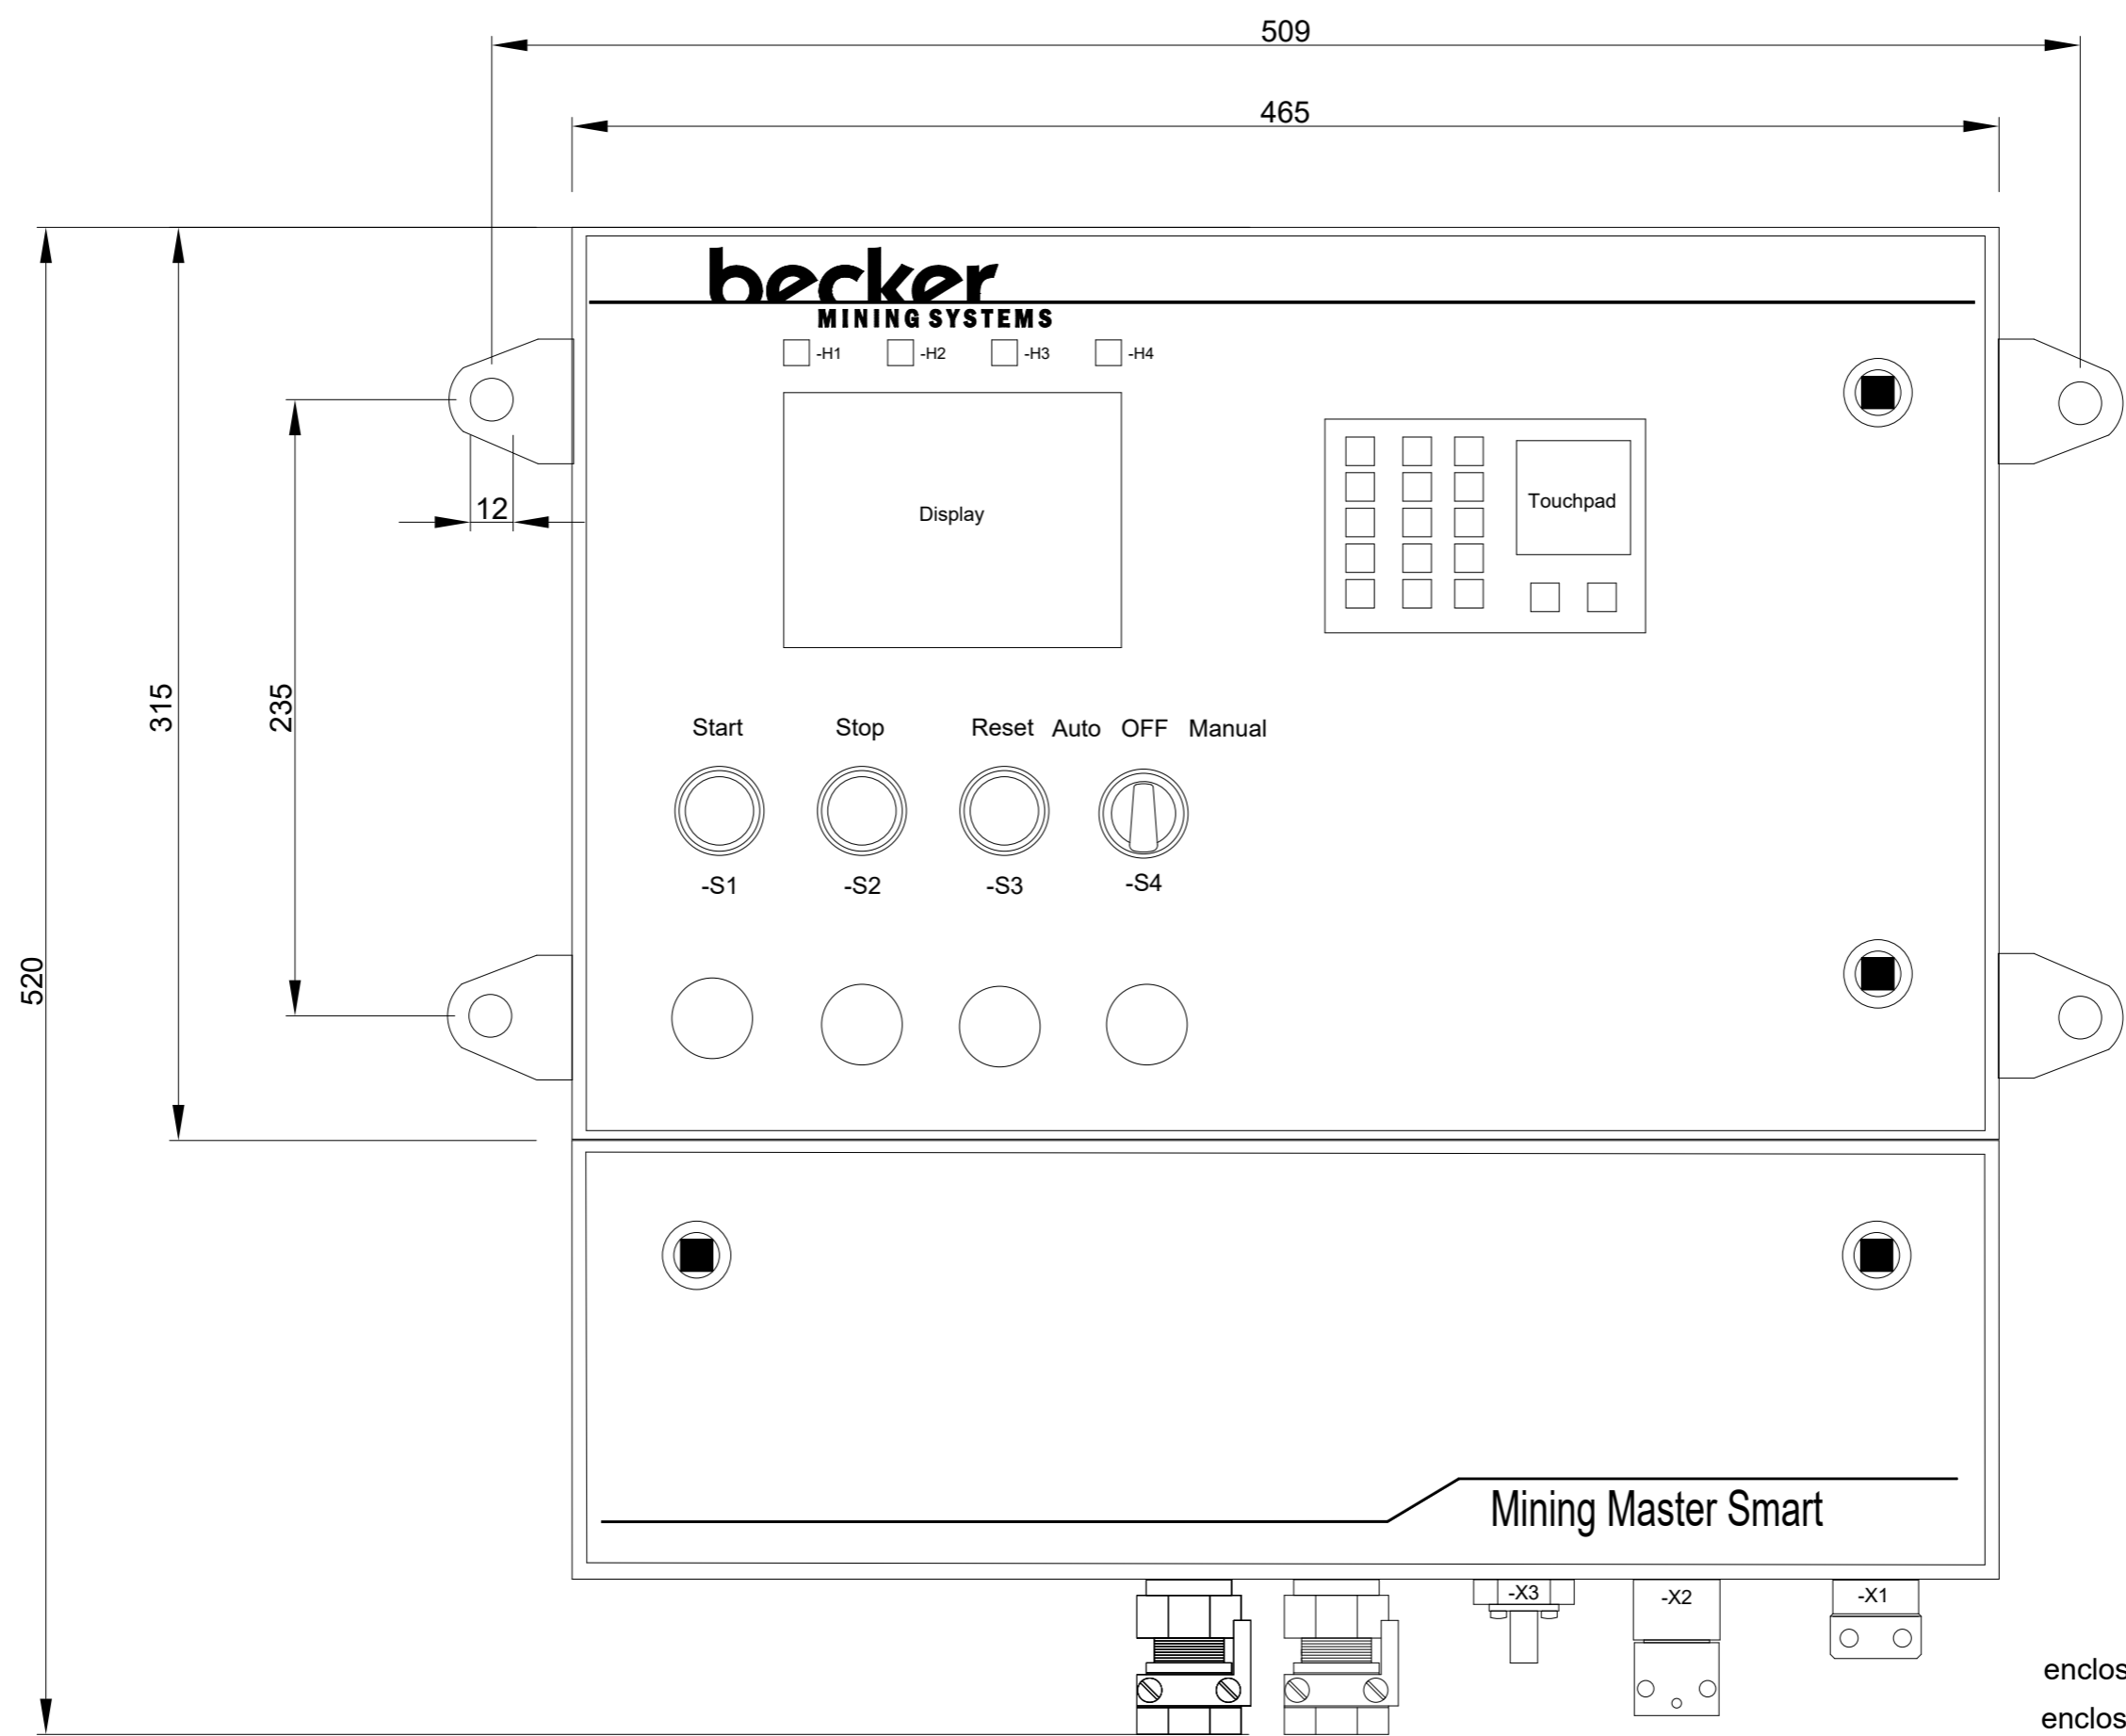 509
465
becker
MINING SYSTEMS
-H1 -H2 -H3 -H4
Display
Touchpad
12
315
235
520
Start Stop Reset Auto OFF Manual
-S1 -S2 -S3 -S4
Mining Master Smart
-X3 -X2 -X1
enclos
enclos